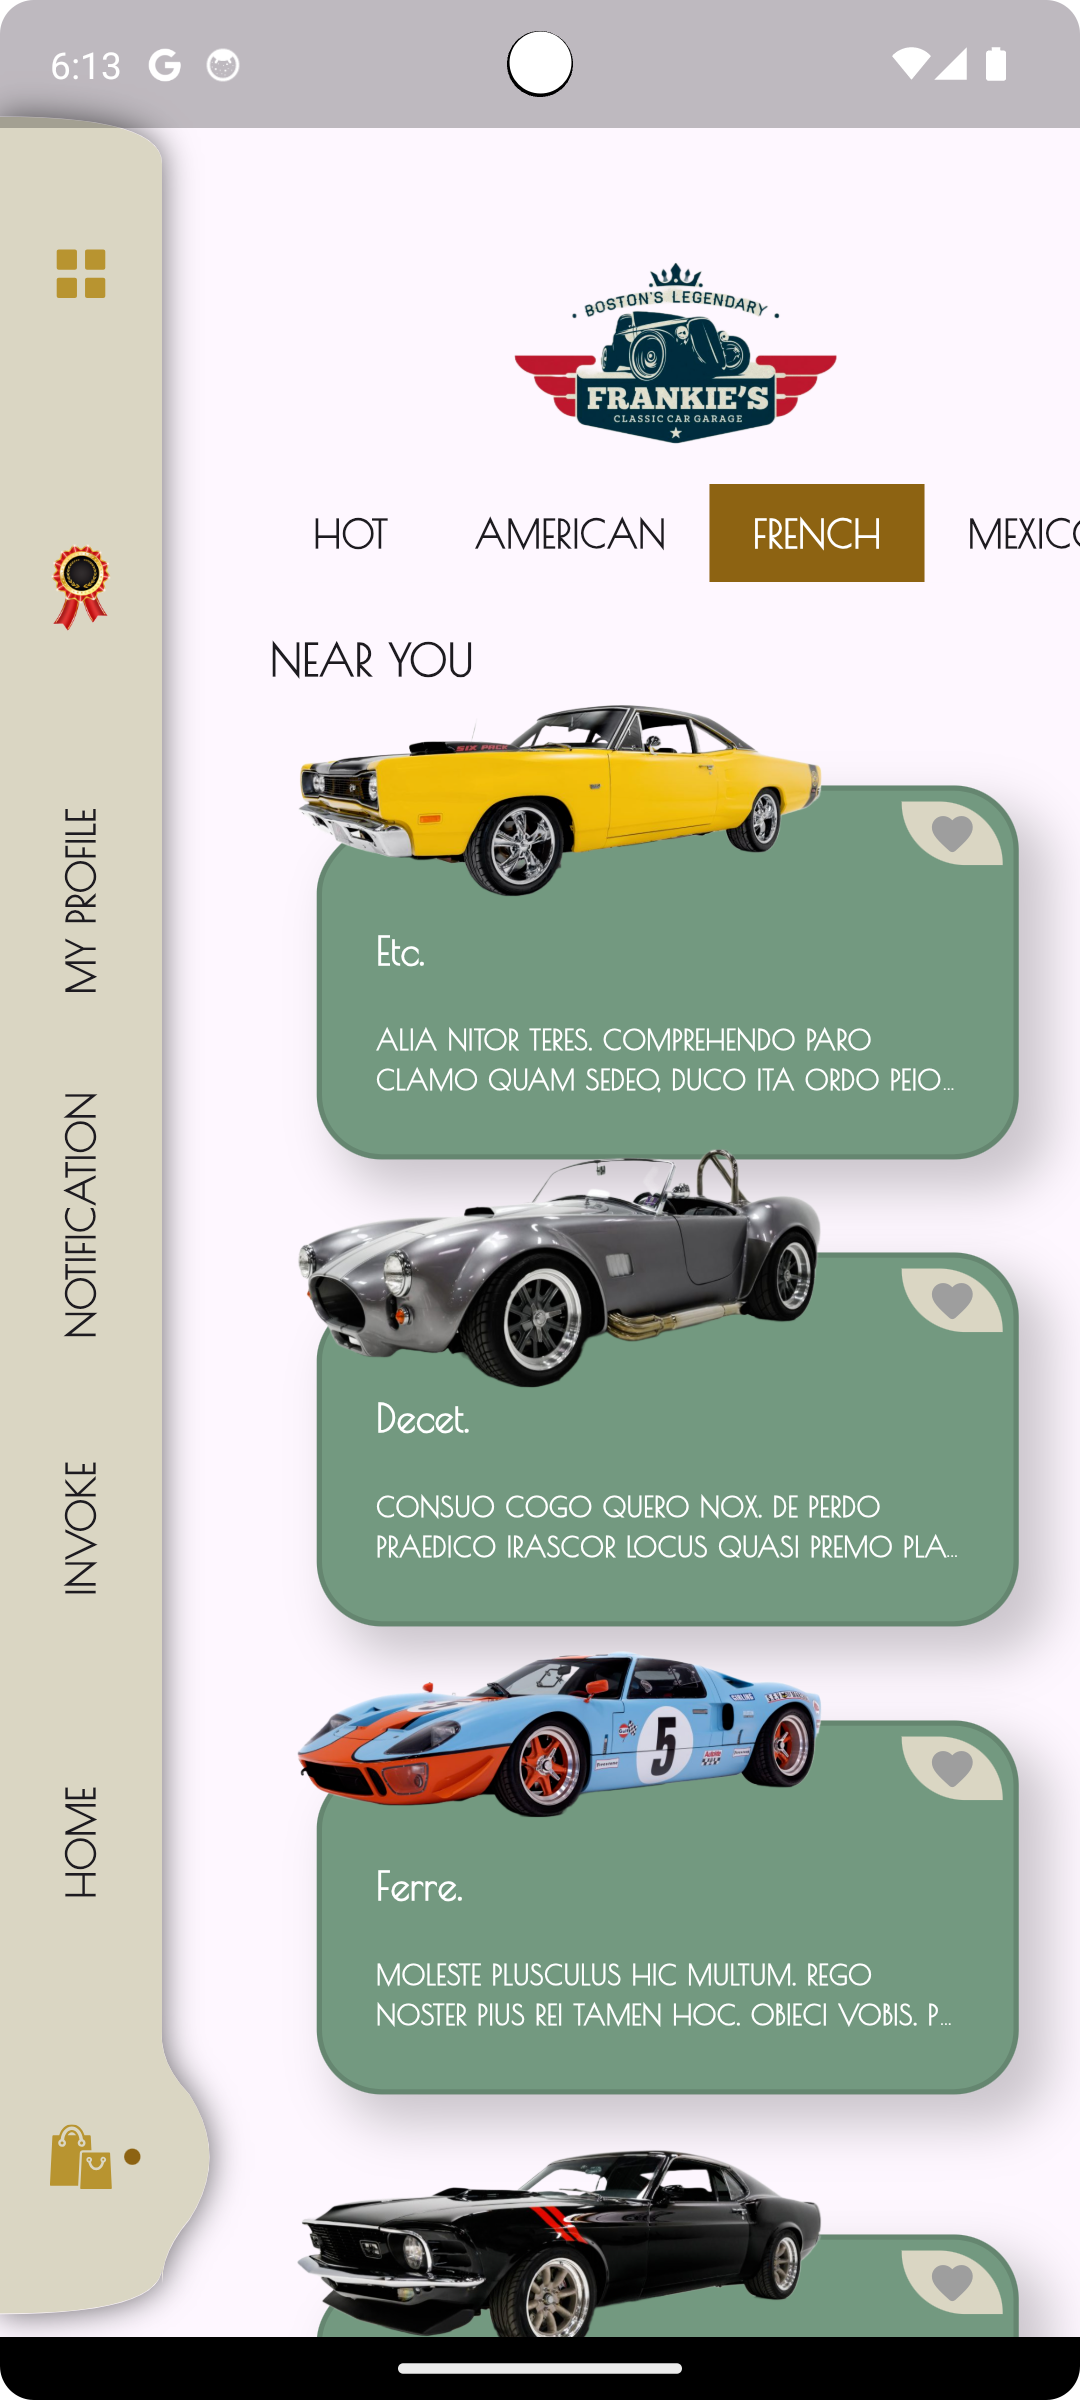 6:13
BOSTON'S LEGENDARY
FRANKIE'S
CLASSIC CAR GARAGE
HOT AMERICAN FRENCH MEXICO
NEAR YOU
SIX PACK
Etc.
ALIA NITOR TERES. COMPREHENDO PARO
CLAMO QUAM SEDEO, DUCO ITA ORDO PEIO...
Decet.
CONSUO COGO QUERO NOX. DE PERDO
PRAEDICO IRASCOR LOCUS QUASI PREMO PLA...
5
Ferre.
MOLESTE PLUSCULUS HIC MULTUM. REGO
NOSTER PIUS REI TAMEN HOC. OBIECI VOBIS. P...
MY PROFILE
NOTIFICATION
INVOKE
HOME